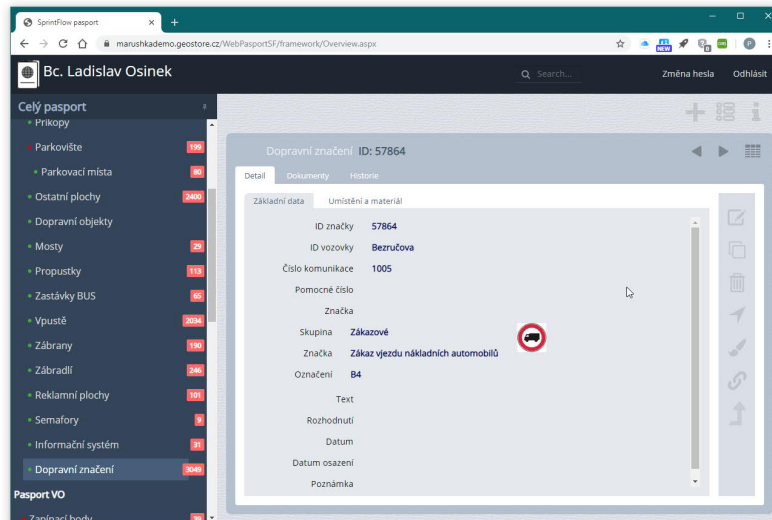 SprintFlow pasport
marushkademo.geostore.cz/WebPasportSF/framework/Overview.aspx
NEW
P
Bc. Ladislav Osinek
Search...
Změna hesla
Odhlásit
Celý pasport
Příkopy
Parkoviště 199
Parkovací místa 80
Ostatní plochy 2400
Dopravní objekty
Mosty 29
Propustky 113
Zastávky BUS 65
Vpustě 2034
Zábrany 190
Zábradlí 246
Reklamní plochy 101
Semafory 9
Informační systém 31
Dopravní značení 3049
Pasport VO
Zapínací body 39
Dopravní značení ID: 57864
Detail Dokumenty Historie
Základní data Umístění a materiál
ID značky 57864
ID vozovky Bezručova
Číslo komunikace 1005
Pomocné číslo
Značka
Skupina Zákazové
Značka Zákaz vjezdu nákladních automobilů
Označení B4
Text
Rozhodnutí
Datum
Datum osazení
Poznámka